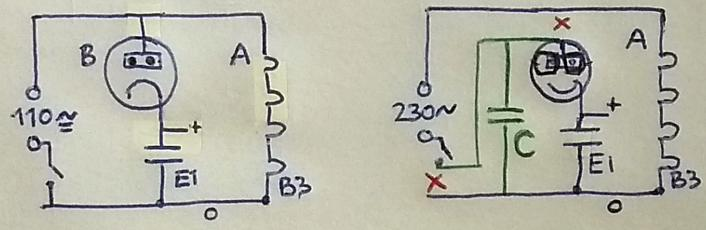 B
A
110≂
+
E1
B3
O
A
230~
+
C
E1
B3
O